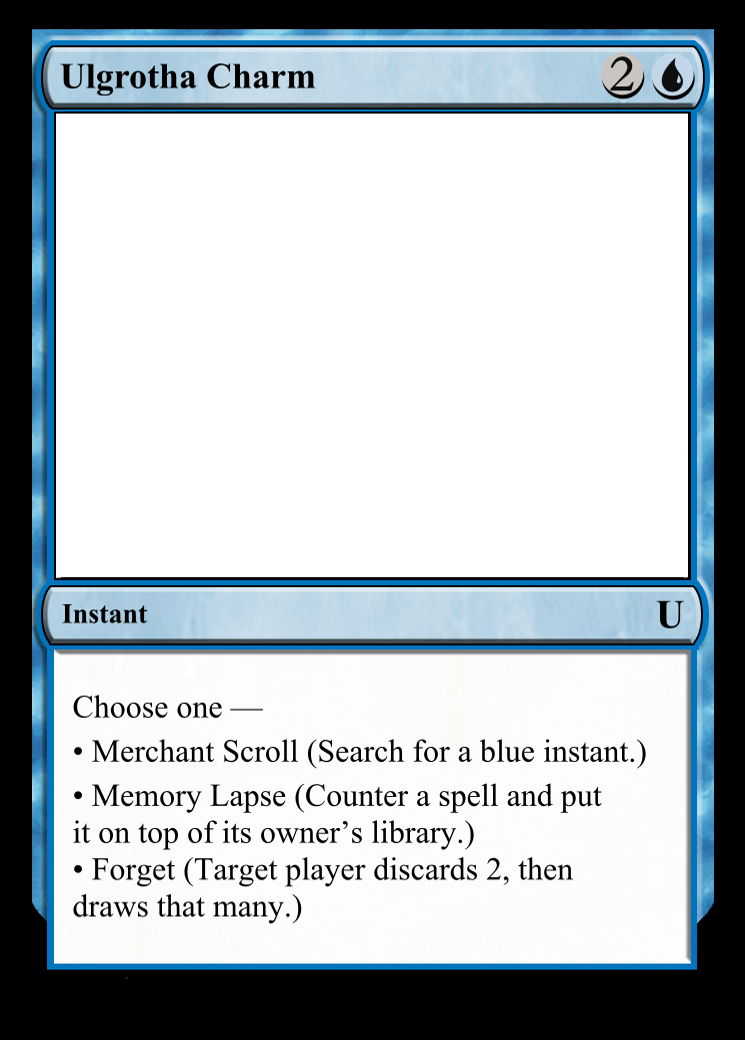 Ulgrotha Charm 2
Instant U
Choose one —
• Merchant Scroll (Search for a blue instant.)
• Memory Lapse (Counter a spell and put
it on top of its owner’s library.)
• Forget (Target player discards 2, then
draws that many.)